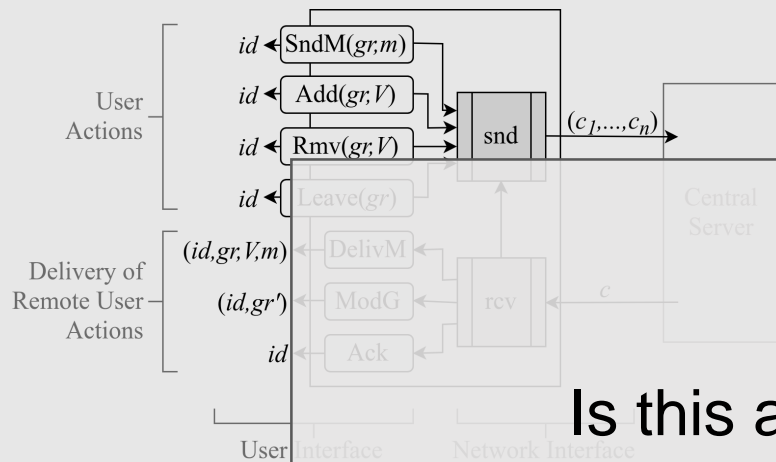 id SndM(gr,m)
User Actions
id Add(gr,V)
snd
(c1,...,cn)
id Rmv(gr,V)
id Leave(gr)
Central Server
(id,gr,V,m) DelivM
Delivery of Remote User Actions
(id,gr′) ModG
rcv
c
id Ack
Is this a
User Interface
Network Interface